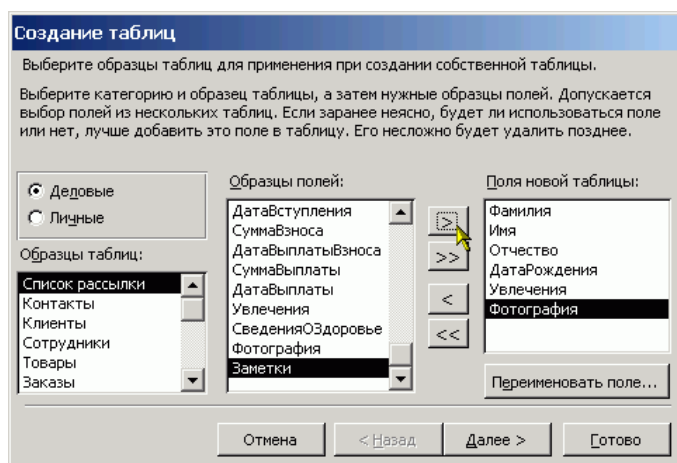 Создание таблиц
Выберите образцы таблиц для применения при создании собственной таблицы.
Выберите категорию и образец таблицы, а затем нужные образцы полей. Допускается
выбор полей из нескольких таблиц. Если заранее неясно, будет ли использоваться поле
или нет, лучше добавить это поле в таблицу. Его несложно будет удалить позднее.
Деловые
Личные
Образцы таблиц:
Список рассылки
Контакты
Клиенты
Сотрудники
Товары
Заказы
Образцы полей:
ДатаВступления
СуммаВзноса
ДатаВыплатыВзноса
СуммаВыплаты
ДатаВыплаты
Увлечения
СведенияОЗдоровье
Фотография
Заметки
>
>>
<
<<
Поля новой таблицы:
Фамилия
Имя
Отчество
ДатаРождения
Увлечения
Фотография
Переименовать поле...
Отмена
< Назад
Далее >
Готово